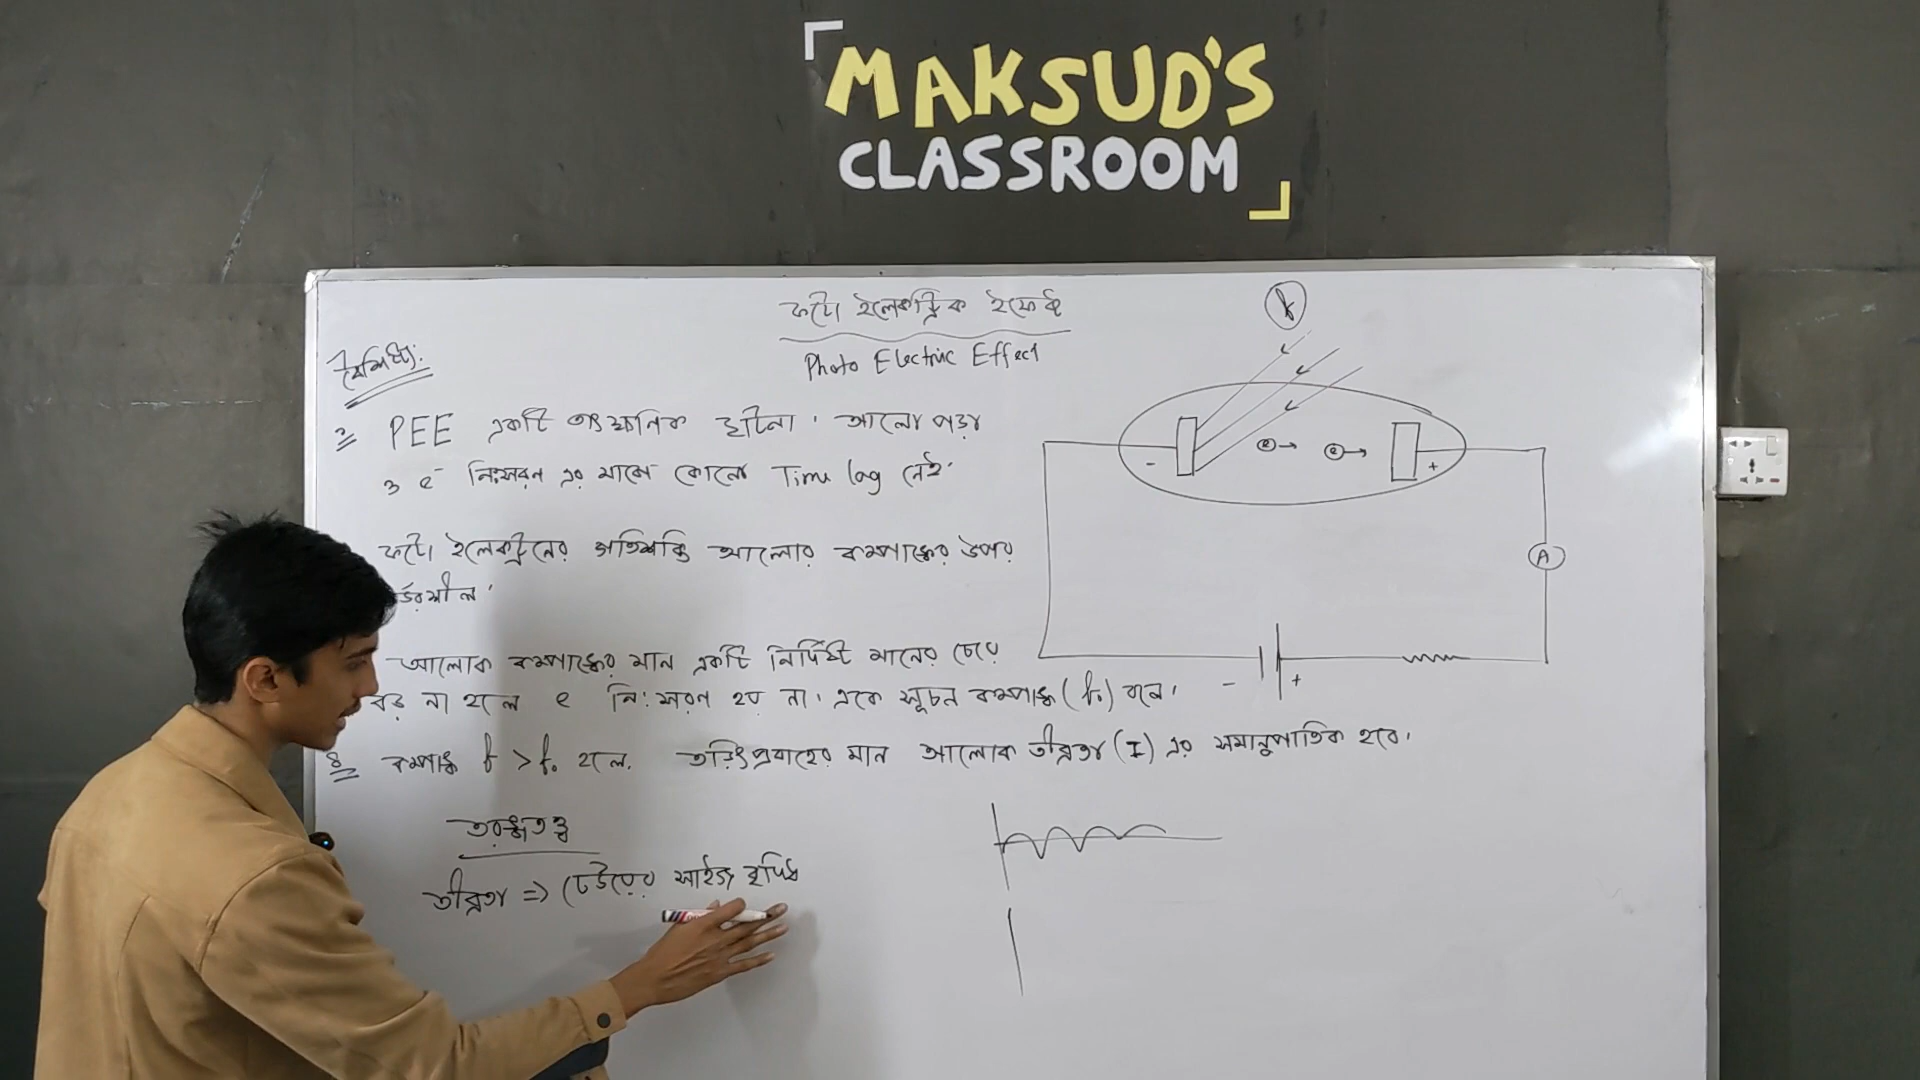 MAKSUD'S
CLASSROOM
ফটো ইলেকট্রিক ইফেক্ট
Photo Electric Effect
বৈশিষ্ট্য:
১ PEE একটি তাৎক্ষনিক ঘটনা। আলো পড়া
ও e⁻ নিঃসরন এর মাঝে কোনো Time lag নেই।
ফটো ইলেকট্রনের গতিশক্তি আলোর কম্পাঙ্কের উপর
র্ভরশীল।
আলোক কম্পাঙ্কের মান একটি নির্দিষ্ট মানের চেয়ে
বড় না হলে e নি:সরণ হয় না। একে সূচন কম্পাঙ্ক (f₀) বলে।
৪ কম্পাঙ্ক f > f₀ হলে, তড়িৎপ্রবাহের মান আলোক তীব্রতা (I) এর সমানুপাতিক হবে।
তরঙ্গতত্ত্ব
তীব্রতা => ঢেউয়ের সাইজ বৃদ্ধি
f
-
e
e
+
A
-
+